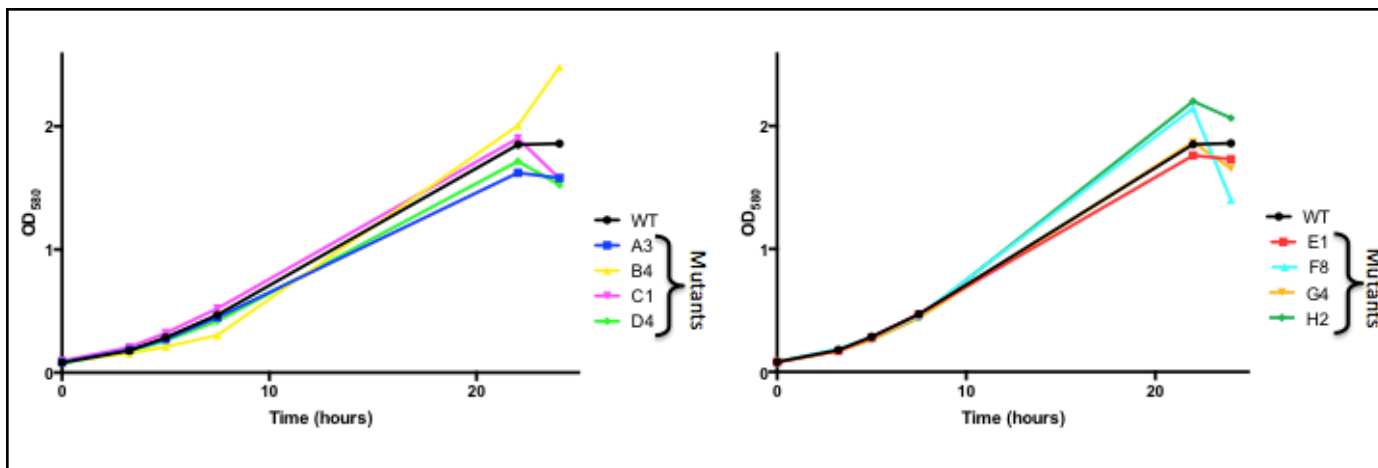 OD580
2
1
0
0
10
20
Time (hours)
WT
A3
B4
C1
D4
Mutants
OD580
2
1
0
0
10
20
Time (hours)
WT
E1
F8
G4
H2
Mutants